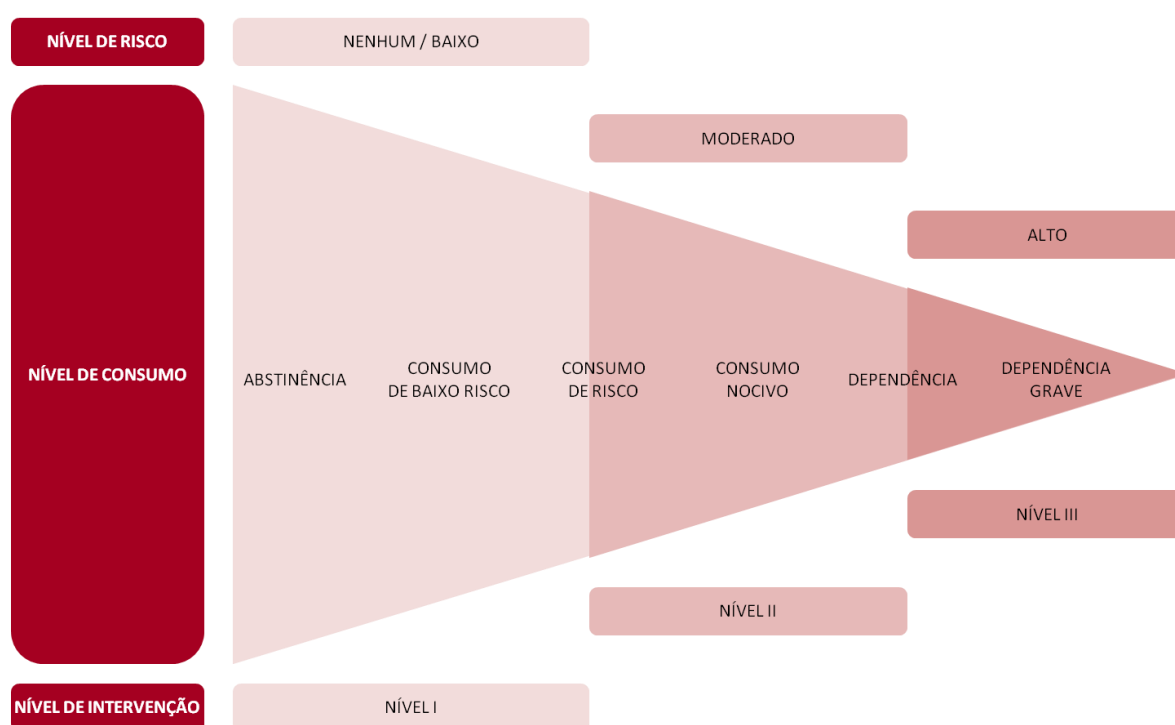 NÍVEL DE RISCO
NENHUM / BAIXO
MODERADO
ALTO
NÍVEL DE CONSUMO
ABSTINÊNCIA
CONSUMO
DE BAIXO RISCO
CONSUMO
DE RISCO
CONSUMO
NOCIVO
DEPENDÊNCIA
DEPENDÊNCIA
GRAVE
NÍVEL III
NÍVEL II
NÍVEL DE INTERVENÇÃO
NÍVEL I